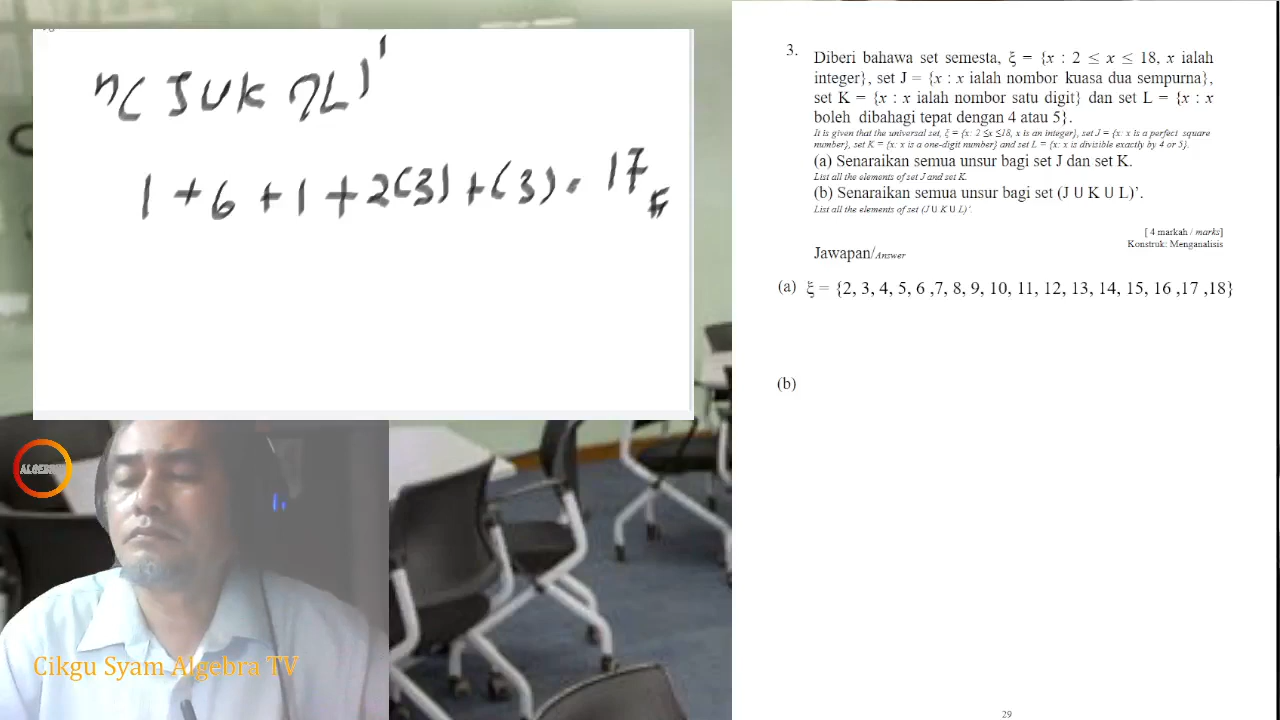 n(J U K ∩ L)'
1 + 6 + 1 + 2(3) + (3) = 17
ALGEBRA
Cikgu Syam Algebra TV
3. Diberi bahawa set semesta, ξ = {x : 2 ≤ x ≤ 18, x ialah
integer}, set J = {x : x ialah nombor kuasa dua sempurna},
set K = {x : x ialah nombor satu digit} dan set L = {x : x
boleh dibahagi tepat dengan 4 atau 5}.
It is given that the universal set, ξ = {x: 2 ≤x ≤18, x is an integer}, set J = {x: x is a perfect square
number}, set K = {x: x is a one-digit number} and set L = {x: x is divisible exactly by 4 or 5}.
(a) Senaraikan semua unsur bagi set J dan set K.
List all the elements of set J and set K.
(b) Senaraikan semua unsur bagi set (J U K U L)’.
List all the elements of set (J U K U L)’.
[ 4 markah / marks]
Konstruk: Menganalisis
Jawapan/Answer
(a) ξ = {2, 3, 4, 5, 6 ,7, 8, 9, 10, 11, 12, 13, 14, 15, 16 ,17 ,18}
(b)
29